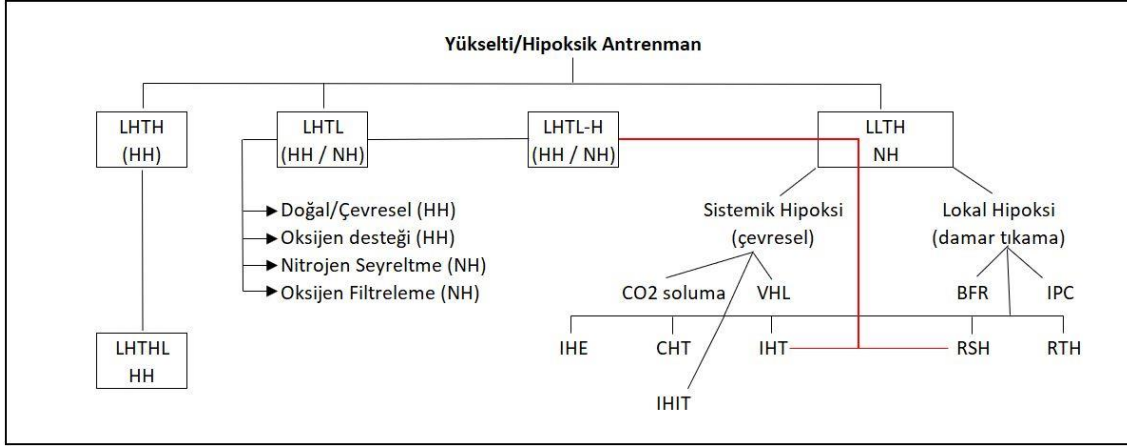 Yükselti/Hipoksik Antrenman
LHTH
(HH)
LHTL
(HH / NH)
LHTL-H
(HH / NH)
LLTH
NH
Doğal/Çevresel (HH)
Oksijen desteği (HH)
Nitrojen Seyreltme (NH)
Oksijen Filtreleme (NH)
Sistemik Hipoksi
(çevresel)
Lokal Hipoksi
(damar tıkama)
CO2 soluma
VHL
BFR
IPC
LHTHL
HH
IHE
CHT
IHT
RSH
RTH
IHIT